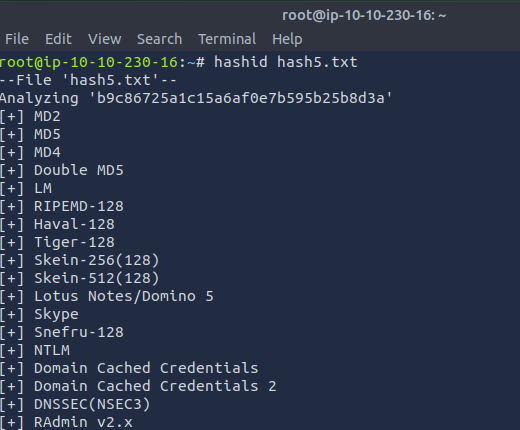 root@ip-10-10-230-16: ~
File Edit View Search Terminal Help
root@ip-10-10-230-16:~# hashid hash5.txt
--File 'hash5.txt'--
Analyzing 'b9c86725a1c15a6af0e7b595b25b8d3a'
[+] MD2
[+] MD5
[+] MD4
[+] Double MD5
[+] LM
[+] RIPEMD-128
[+] Haval-128
[+] Tiger-128
[+] Skein-256(128)
[+] Skein-512(128)
[+] Lotus Notes/Domino 5
[+] Skype
[+] Snefru-128
[+] NTLM
[+] Domain Cached Credentials
[+] Domain Cached Credentials 2
[+] DNSSEC(NSEC3)
[+] RAdmin v2.x